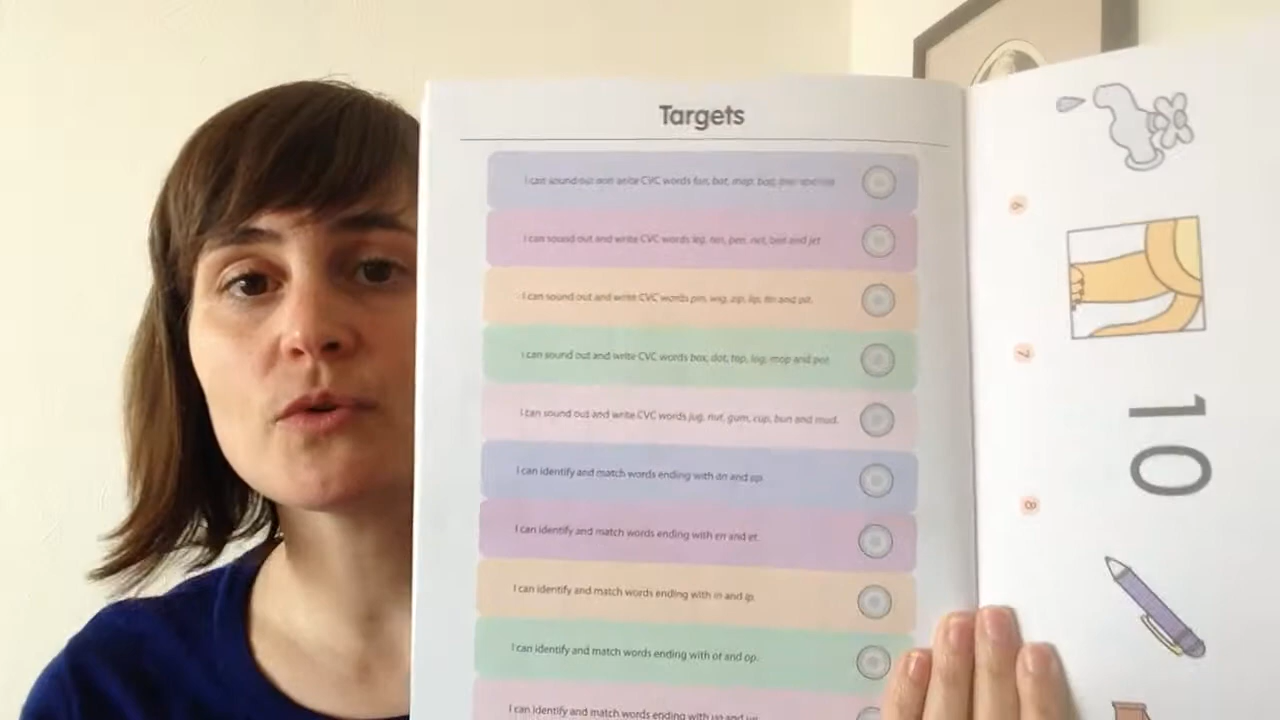 Targets
I can sound out and write CVC words fan, bat, map, bag,
I can sound out and write CVC words leg, ten, pen, net, bed and jet.
I can sound out and write CVC words pin, wig, zip, lip, and pit.
I can sound out and write CVC words box, dot, top, log, mop and pot.
I can sound out and write CVC words jug, nut, gum, cup, bun and mud.
I can identify and match words ending with an and ap.
I can identify and match words ending with en and et.
I can identify and match words ending with in and ip.
I can identify and match words ending with ot and op.
I can identify and match words ending with
6
7
10
8